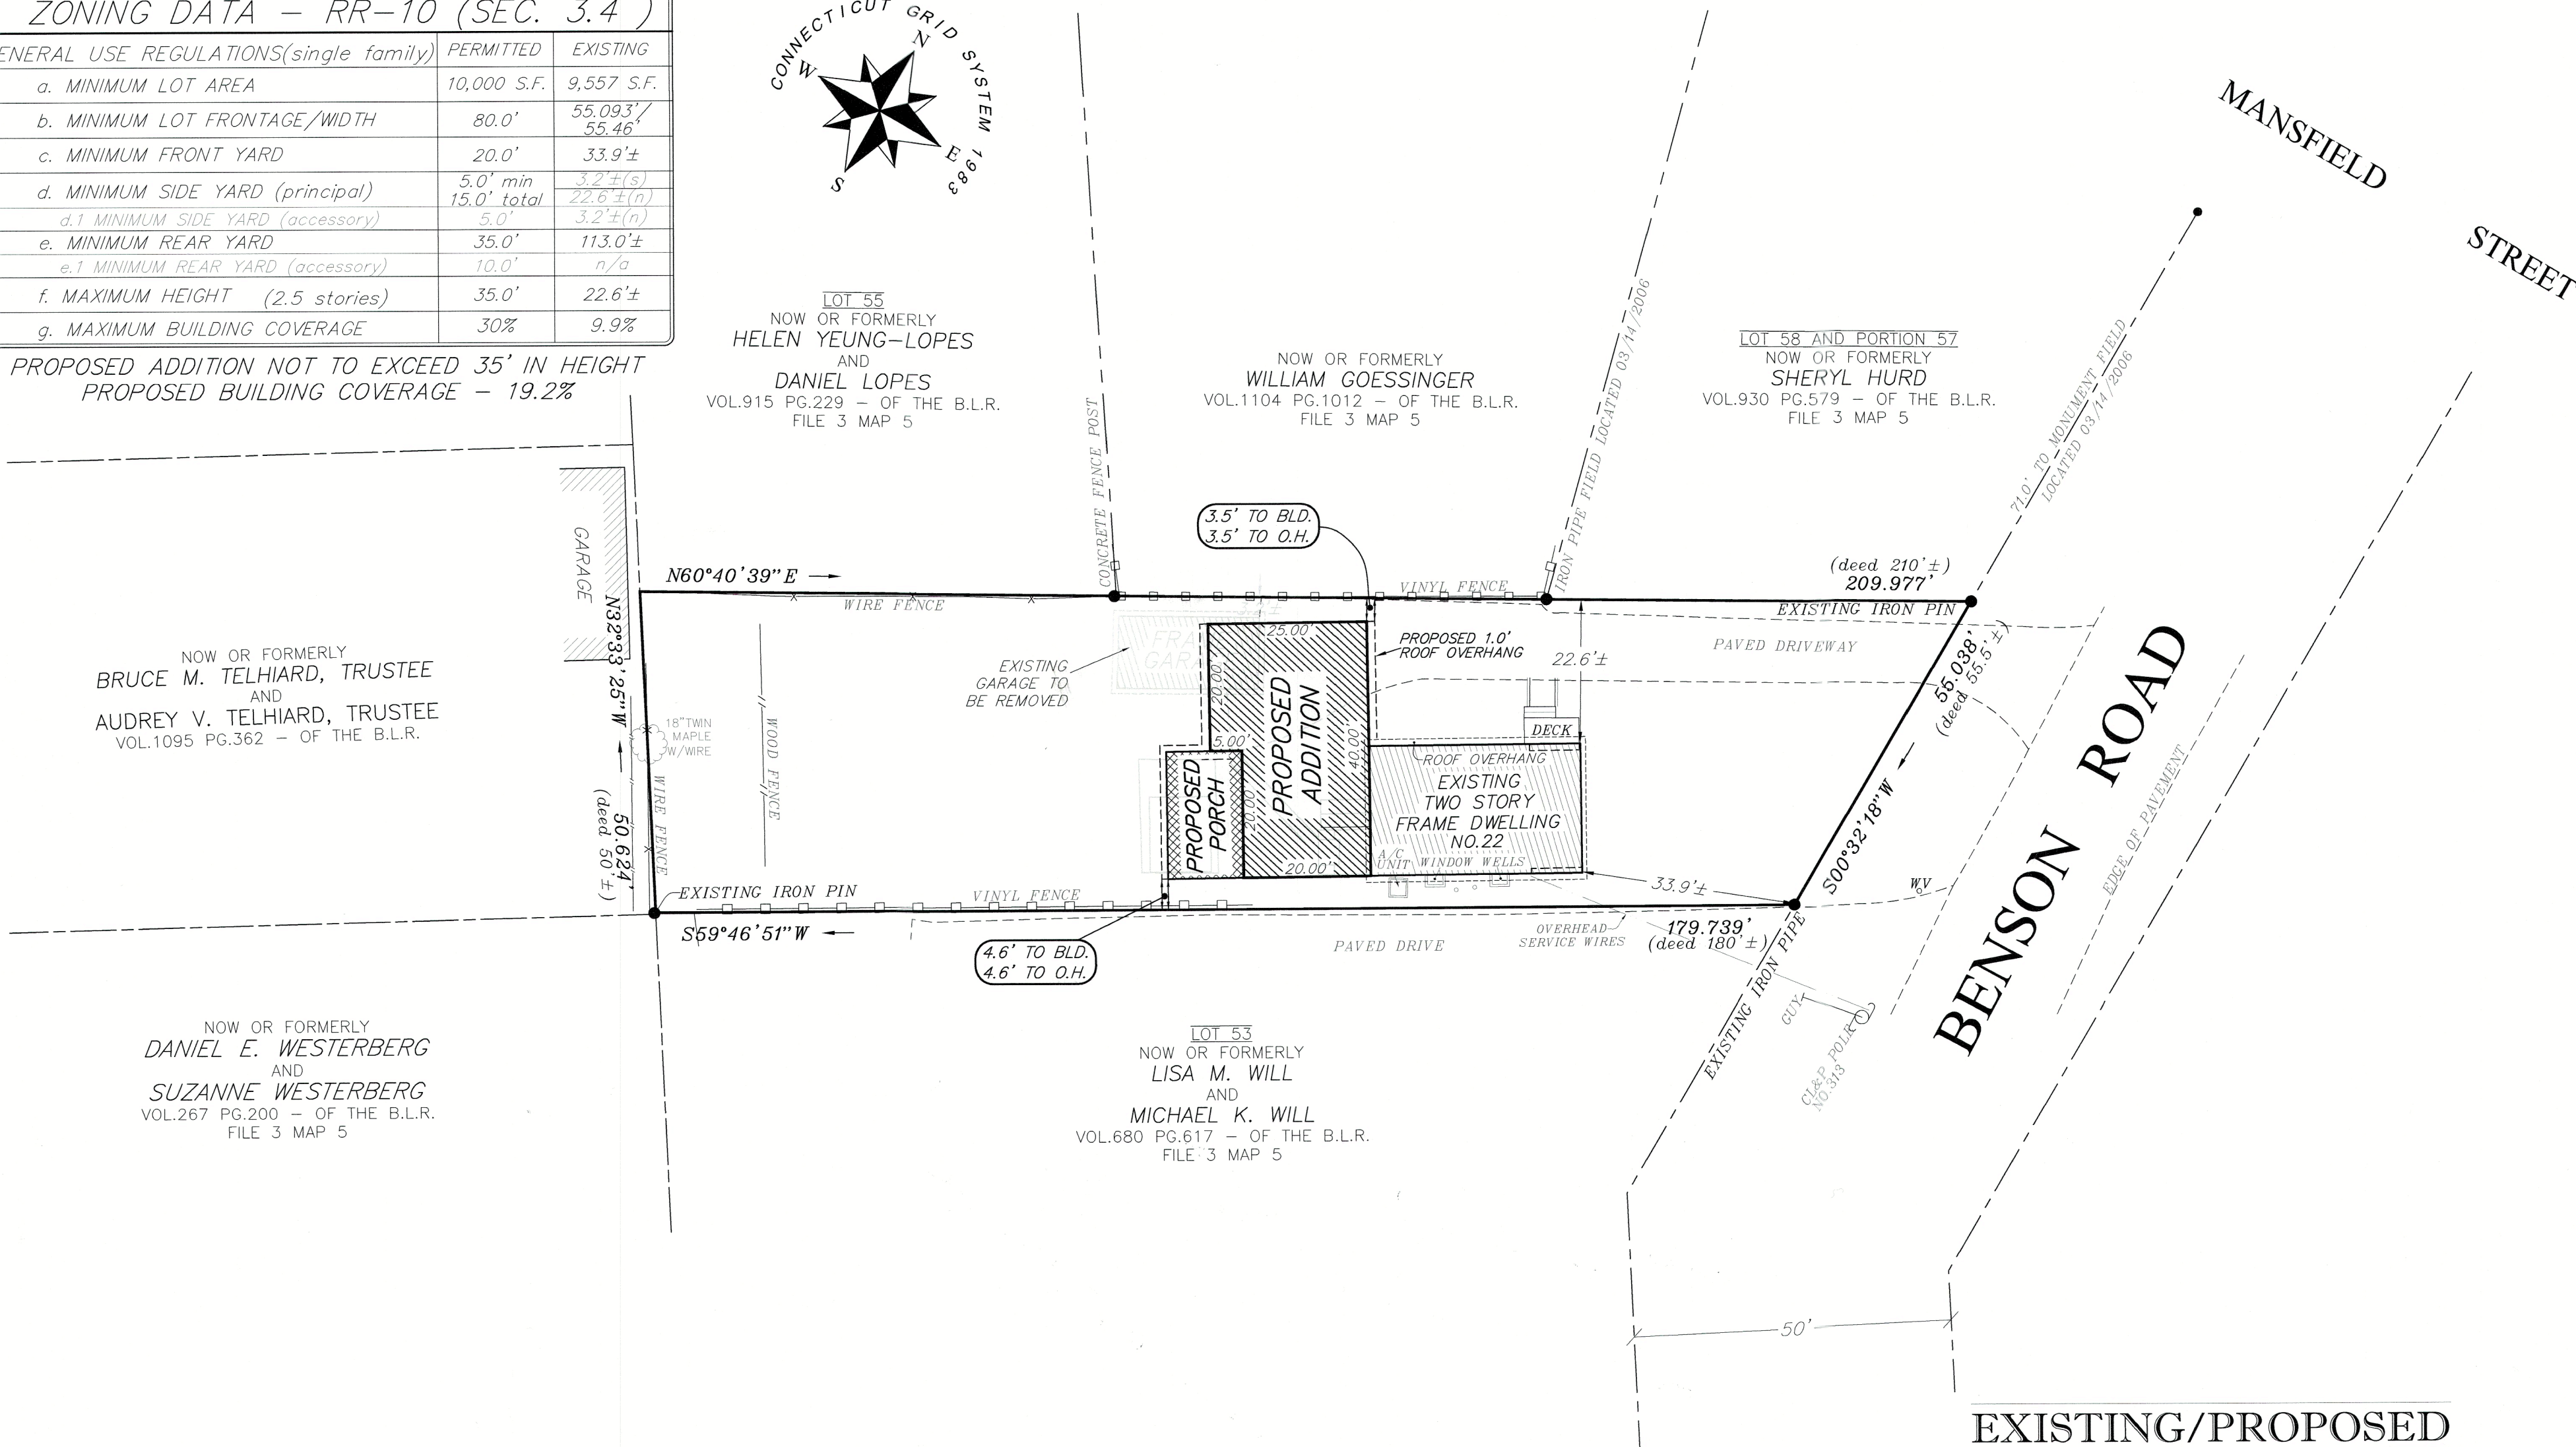 ZONING DATA – RR–10 (SEC. 3.4 )
ENERAL USE REGULATIONS(single family) PERMITTED EXISTING
a. MINIMUM LOT AREA 10,000 S.F. 9,557 S.F.
b. MINIMUM LOT FRONTAGE/WIDTH 80.0' 55.093'/ 55.46'
c. MINIMUM FRONT YARD 20.0' 33.9'±
d. MINIMUM SIDE YARD (principal) 5.0' min 3.2'±(s)
15.0' total 22.6'±(n)
d.1 MINIMUM SIDE YARD (accessory) 5.0' 3.2'±(n)
e. MINIMUM REAR YARD 35.0' 113.0'±
e.1 MINIMUM REAR YARD (accessory) 10.0' n/a
f. MAXIMUM HEIGHT (2.5 stories) 35.0' 22.6'±
g. MAXIMUM BUILDING COVERAGE 30% 9.9%
PROPOSED ADDITION NOT TO EXCEED 35' IN HEIGHT
PROPOSED BUILDING COVERAGE – 19.2%
CONNECTICUT GRID SYSTEM 1983
N
W
E
S
MANSFIELD
STREET
LOT 55
NOW OR FORMERLY
HELEN YEUNG–LOPES
AND
DANIEL LOPES
VOL.915 PG.229 – OF THE B.L.R.
FILE 3 MAP 5
NOW OR FORMERLY
WILLIAM GOESSINGER
VOL.1104 PG.1012 – OF THE B.L.R.
FILE 3 MAP 5
LOT 58 AND PORTION 57
NOW OR FORMERLY
SHERYL HURD
VOL.930 PG.579 – OF THE B.L.R.
FILE 3 MAP 5
CONCRETE FENCE POST
IRON PIPE FIELD LOCATED 03/14/2006
71.0' TO MONUMENT FIELD
LOCATED 03/14/2006
GARAGE
3.5' TO BLD.
3.5' TO O.H.
N60°40'39"E
WIRE FENCE
VINYL FENCE
(deed 210'±)
209.977'
EXISTING IRON PIN
PAVED DRIVEWAY
N32°33'25"W
50.624'
(deed 50'±)
WIRE FENCE
18"TWIN
MAPLE
W/WIRE
WOOD FENCE
EXISTING
GARAGE TO
BE REMOVED
25.00'
20.00'
PROPOSED
ADDITION
40.00'
5.00'
20.00'
20.00'
PROPOSED
PORCH
PROPOSED 1.0'
ROOF OVERHANG
22.6'±
DECK
ROOF OVERHANG
EXISTING
TWO STORY
FRAME DWELLING
NO.22
A/C
UNIT
WINDOW WELLS
33.9'±
55.038'
(deed 55.5'±)
S00°32'18"W
BENSON ROAD
EDGE OF PAVEMENT
WV
NOW OR FORMERLY
BRUCE M. TELHIARD, TRUSTEE
AND
AUDREY V. TELHIARD, TRUSTEE
VOL.1095 PG.362 – OF THE B.L.R.
EXISTING IRON PIN
VINYL FENCE
S59°46'51"W
4.6' TO BLD.
4.6' TO O.H.
PAVED DRIVE
OVERHEAD
SERVICE WIRES
179.739'
(deed 180'±)
EXISTING IRON PIPE
GUY
CL&P POLE
NO.313
NOW OR FORMERLY
DANIEL E. WESTERBERG
AND
SUZANNE WESTERBERG
VOL.267 PG.200 – OF THE B.L.R.
FILE 3 MAP 5
LOT 53
NOW OR FORMERLY
LISA M. WILL
AND
MICHAEL K. WILL
VOL.680 PG.617 – OF THE B.L.R.
FILE 3 MAP 5
50'
EXISTING/PROPOSED